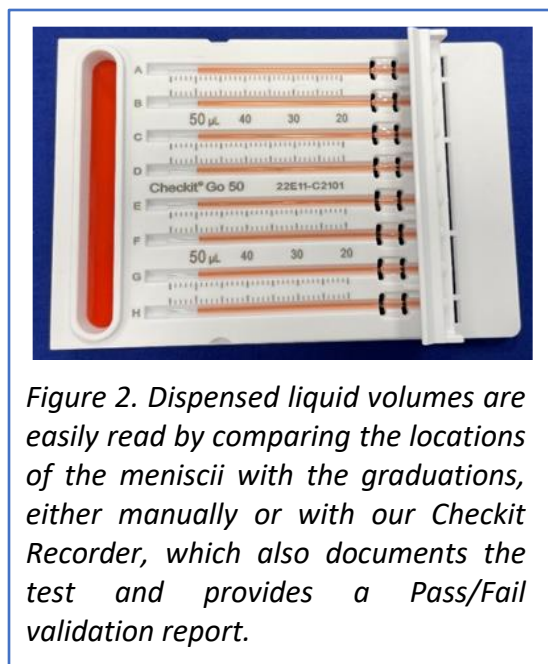 A
B
50 µL 40 30 20
C
D
Checkit® Go 50 22E11-C2101
E
F
50 µL 40 30 20
G
H
Figure 2. Dispensed liquid volumes are
easily read by comparing the locations
of the meniscii with the graduations,
either manually or with our Checkit
Recorder, which also documents the
test and provides a Pass/Fail
validation report.